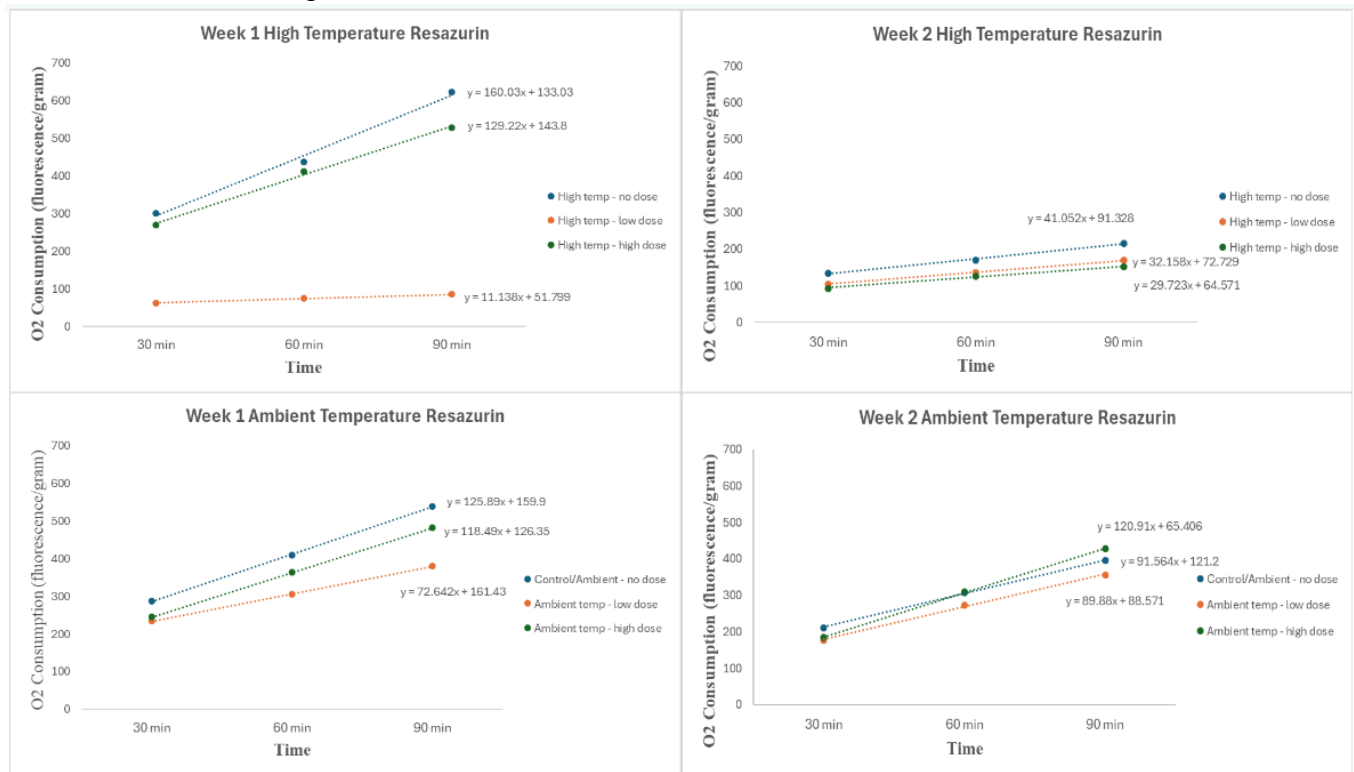 Week 1 High Temperature Resazurin
O2 Consumption (fluorescence/gram)
700
600
500
400
300
200
100
0
y = 160.03x + 133.03
y = 129.22x + 143.8
y = 11.138x + 51.799
High temp - no dose
High temp - low dose
High temp - high dose
30 min
60 min
90 min
Time
Week 2 High Temperature Resazurin
O2 Consumption (fluorescence/gram)
700
600
500
400
300
200
100
0
y = 41.052x + 91.328
y = 32.158x + 72.729
y = 29.723x + 64.571
High temp - no dose
High temp - low dose
High temp - high dose
30 min
60 min
90 min
Time
Week 1 Ambient Temperature Resazurin
O2 Consumption (fluorescence/gram)
700
600
500
400
300
200
100
0
y = 125.89x + 159.9
y = 118.49x + 126.35
y = 72.642x + 161.43
Control/Ambient - no dose
Ambient temp - low dose
Ambient temp - high dose
30 min
60 min
90 min
Time
Week 2 Ambient Temperature Resazurin
O2 Consumption (fluorescence/gram)
700
600
500
400
300
200
100
0
y = 120.91x + 65.406
y = 91.564x + 121.2
y = 89.88x + 88.571
Control/Ambient - no dose
Ambient temp - low dose
Ambient temp - high dose
30 min
60 min
90 min
Time